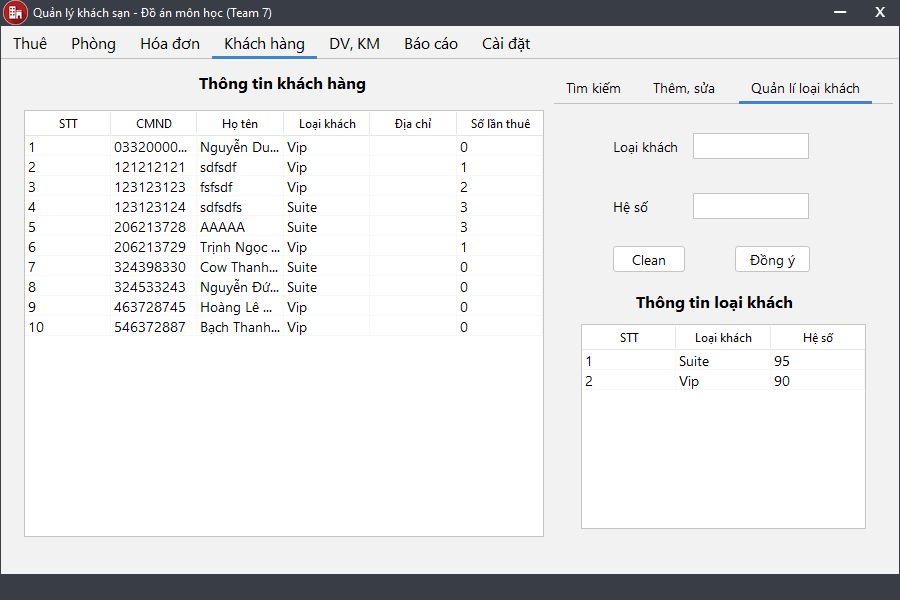 Quản lý khách sạn - Đồ án môn học (Team 7)
X
Thuê Phòng Hóa đơn Khách hàng DV, KM Báo cáo Cài đặt
Thông tin khách hàng
STT CMND Họ tên Loại khách Địa chỉ Số lần thuê
1 03320000... Nguyễn Du... Vip 0
2 121212121 sdfsdf Vip 1
3 123123123 fsfsdf Vip 2
4 123123124 sdfsdfs Suite 3
5 206213728 AAAAA Suite 3
6 206213729 Trịnh Ngọc ... Vip 1
7 324398330 Cow Thanh... Suite 0
8 324533243 Nguyễn Đứ... Suite 0
9 463728745 Hoàng Lê ... Vip 0
10 546372887 Bạch Thanh... Vip 0
Tìm kiếm Thêm, sửa Quản lí loại khách
Loại khách
Hệ số
Clean Đồng ý
Thông tin loại khách
STT Loại khách Hệ số
1 Suite 95
2 Vip 90